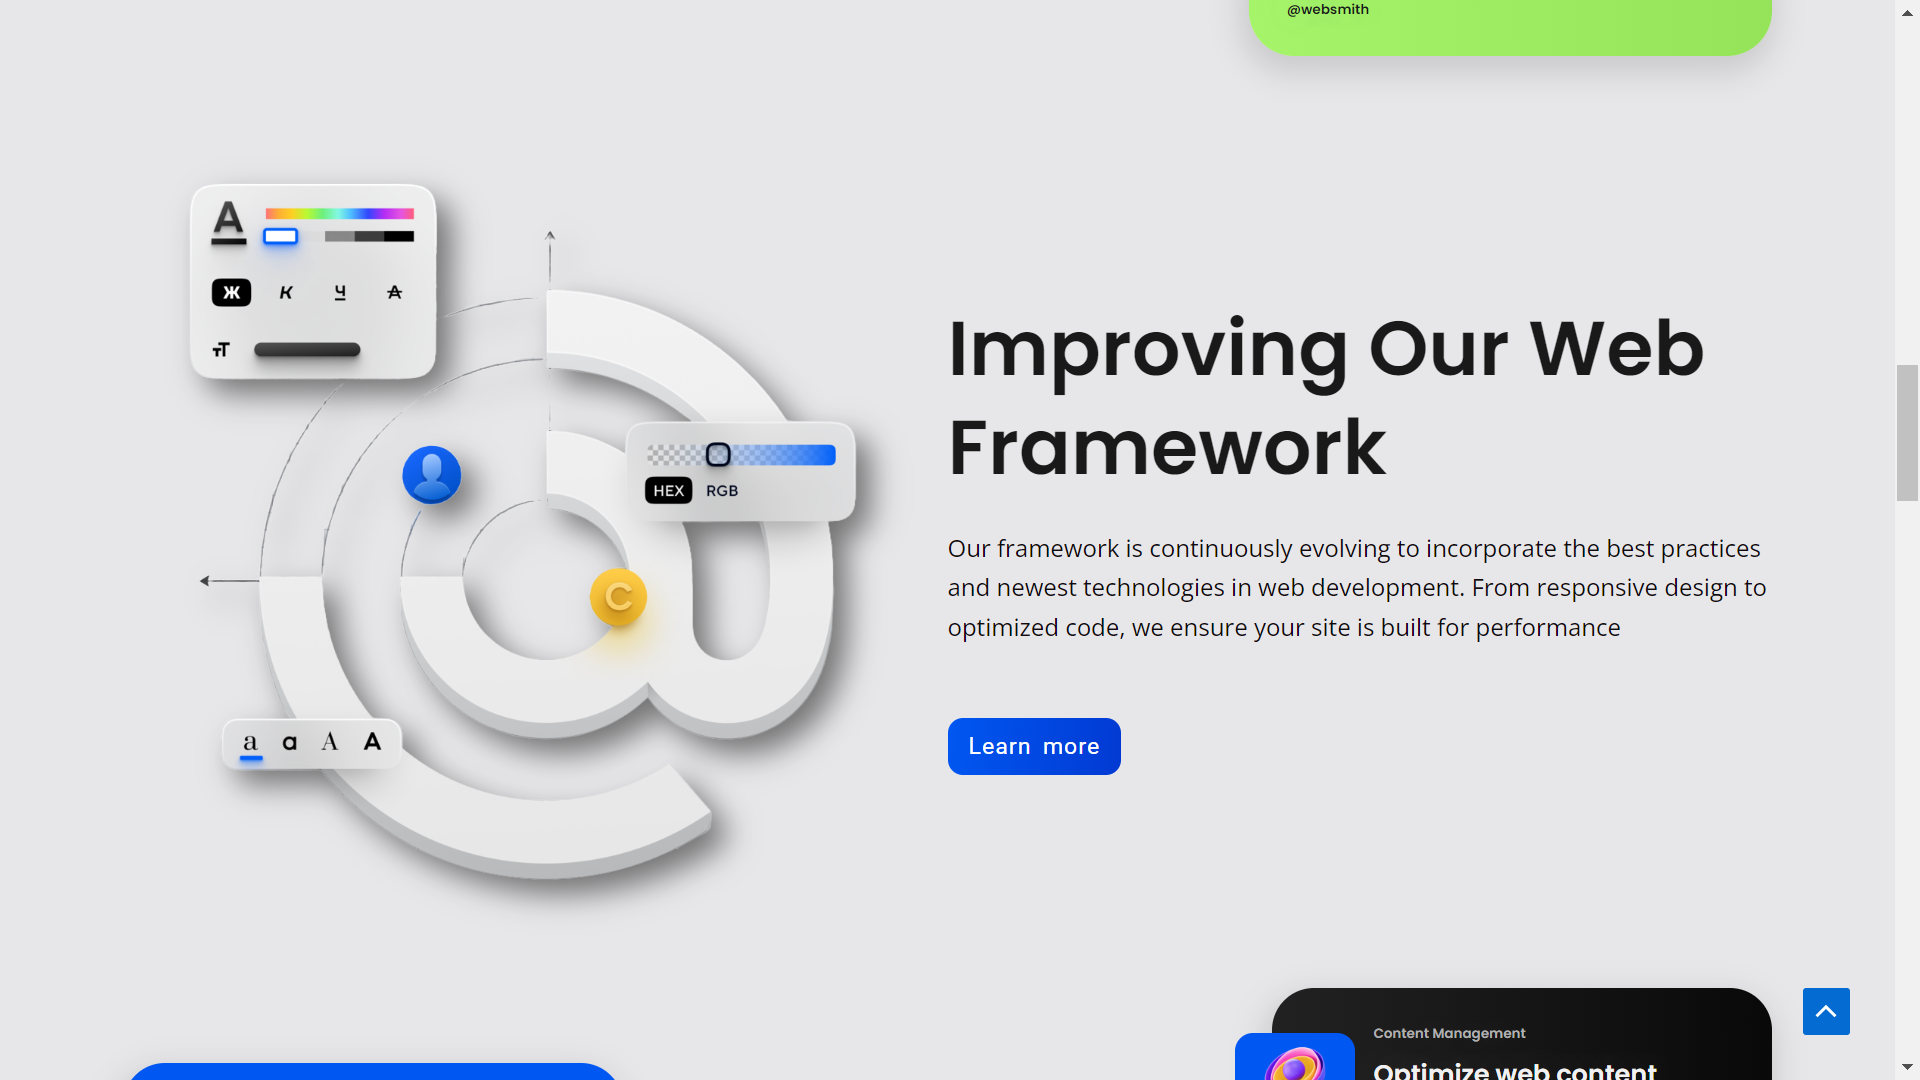 @websmith
A
Ж К Ч A
тT
HEX RGB
C
a a A A
Improving Our Web
Framework
Our framework is continuously evolving to incorporate the best practices
and newest technologies in web development. From responsive design to
optimized code, we ensure your site is built for performance
Learn more
Content Management
Optimize web content